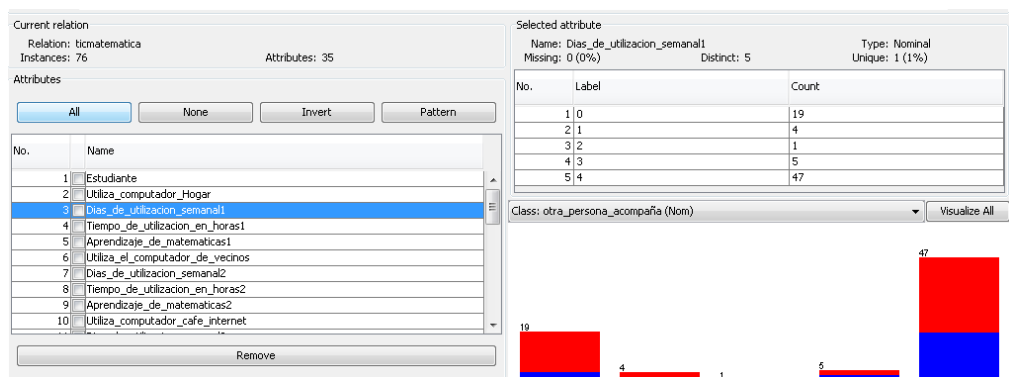 Current relation
Relation: ticmatematica
Instances: 76 Attributes: 35
Attributes
All None Invert Pattern
No. Name
1 Estudiante
2 Utiliza_computador_Hogar
3 Dias_de_utilizacion_semanal1
4 Tiempo_de_utilizacion_en_horas1
5 Aprendizaje_de_matematicas1
6 Utiliza_el_computador_de_vecinos
7 Dias_de_utilizacion_semanal2
8 Tiempo_de_utilizacion_en_horas2
9 Aprendizaje_de_matematicas2
10 Utiliza_computador_cafe_internet
Remove
Selected attribute
Name: Dias_de_utilizacion_semanal1 Type: Nominal
Missing: 0 (0%) Distinct: 5 Unique: 1 (1%)
No. Label Count
1 0 19
2 1 4
3 2 1
4 3 5
5 4 47
Class: otra_persona_acompaña (Nom) Visualize All
47
19
4
1
5